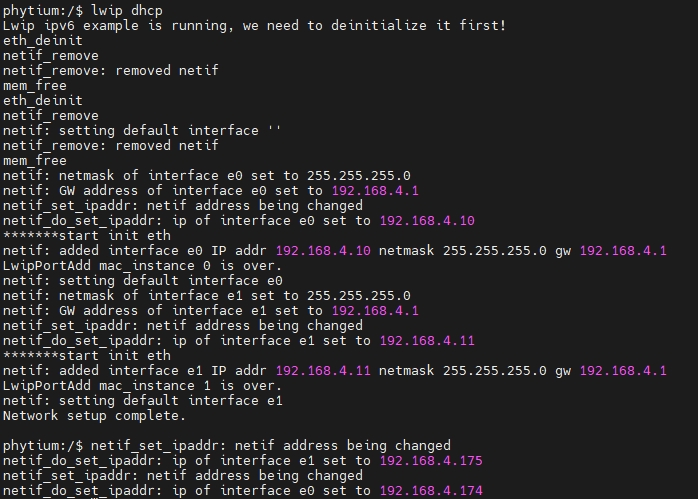 phytium:/$ lwip dhcp
Lwip ipv6 example is running, we need to deinitialize it first!
eth_deinit
netif_remove
netif_remove: removed netif
mem_free
eth_deinit
netif_remove
netif: setting default interface ''
netif_remove: removed netif
mem_free
netif: netmask of interface e0 set to 255.255.255.0
netif: GW address of interface e0 set to 192.168.4.1
netif_set_ipaddr: netif address being changed
netif_do_set_ipaddr: ip of interface e0 set to 192.168.4.10
*******start init eth
netif: added interface e0 IP addr 192.168.4.10 netmask 255.255.255.0 gw 192.168.4.1
LwipPortAdd mac_instance 0 is over.
netif: setting default interface e0
netif: netmask of interface e1 set to 255.255.255.0
netif: GW address of interface e1 set to 192.168.4.1
netif_set_ipaddr: netif address being changed
netif_do_set_ipaddr: ip of interface e1 set to 192.168.4.11
*******start init eth
netif: added interface e1 IP addr 192.168.4.11 netmask 255.255.255.0 gw 192.168.4.1
LwipPortAdd mac_instance 1 is over.
netif: setting default interface e1
Network setup complete.
phytium:/$ netif_set_ipaddr: netif address being changed
netif_do_set_ipaddr: ip of interface e1 set to 192.168.4.175
netif_set_ipaddr: netif address being changed
netif_do_set_ipaddr: ip of interface e0 set to 192.168.4.174